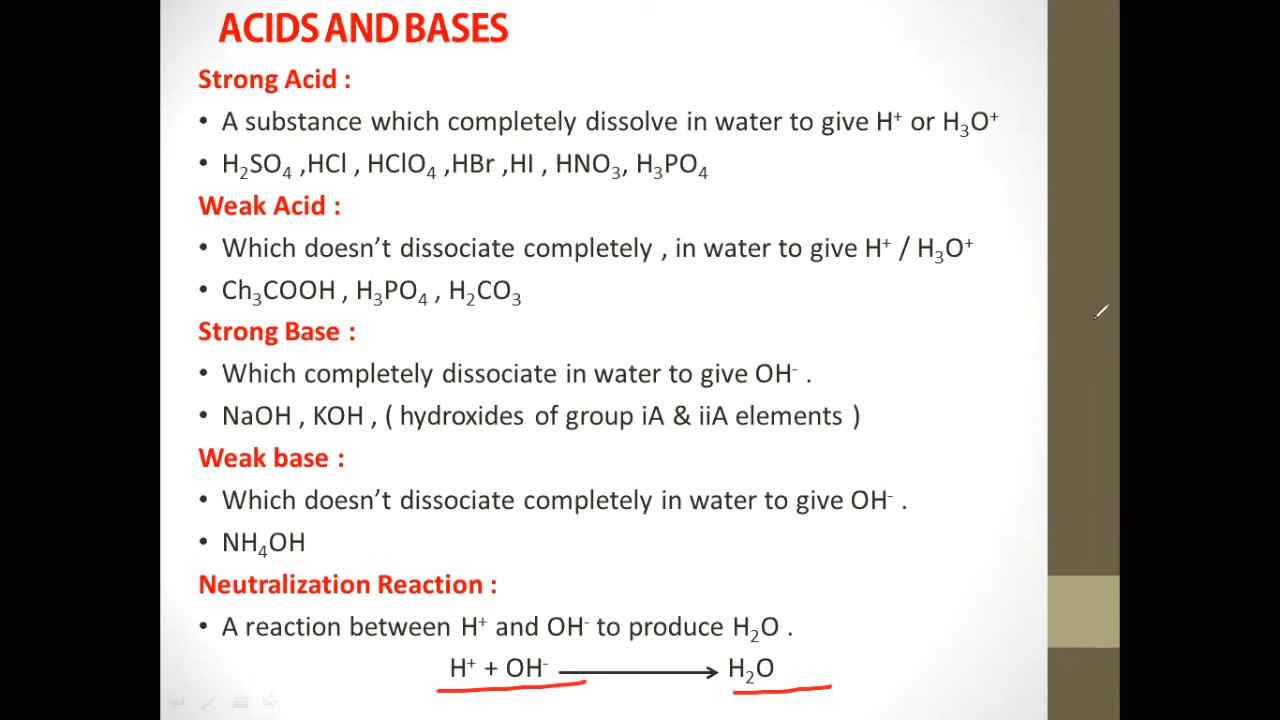 ACIDS AND BASES
Strong Acid :
• A substance which completely dissolve in water to give H⁺ or H₃O⁺
• H₂SO₄ ,HCl , HClO₄ ,HBr ,HI , HNO₃, H₃PO₄
Weak Acid :
• Which doesn’t dissociate completely , in water to give H⁺ / H₃O⁺
• Ch₃COOH , H₃PO₄ , H₂CO₃
Strong Base :
• Which completely dissociate in water to give OH⁻ .
• NaOH , KOH , ( hydroxides of group iA & iiA elements )
Weak base :
• Which doesn’t dissociate completely in water to give OH⁻ .
• NH₄OH
Neutralization Reaction :
• A reaction between H⁺ and OH⁻ to produce H₂O .
H⁺ + OH⁻ ⟶ H₂O